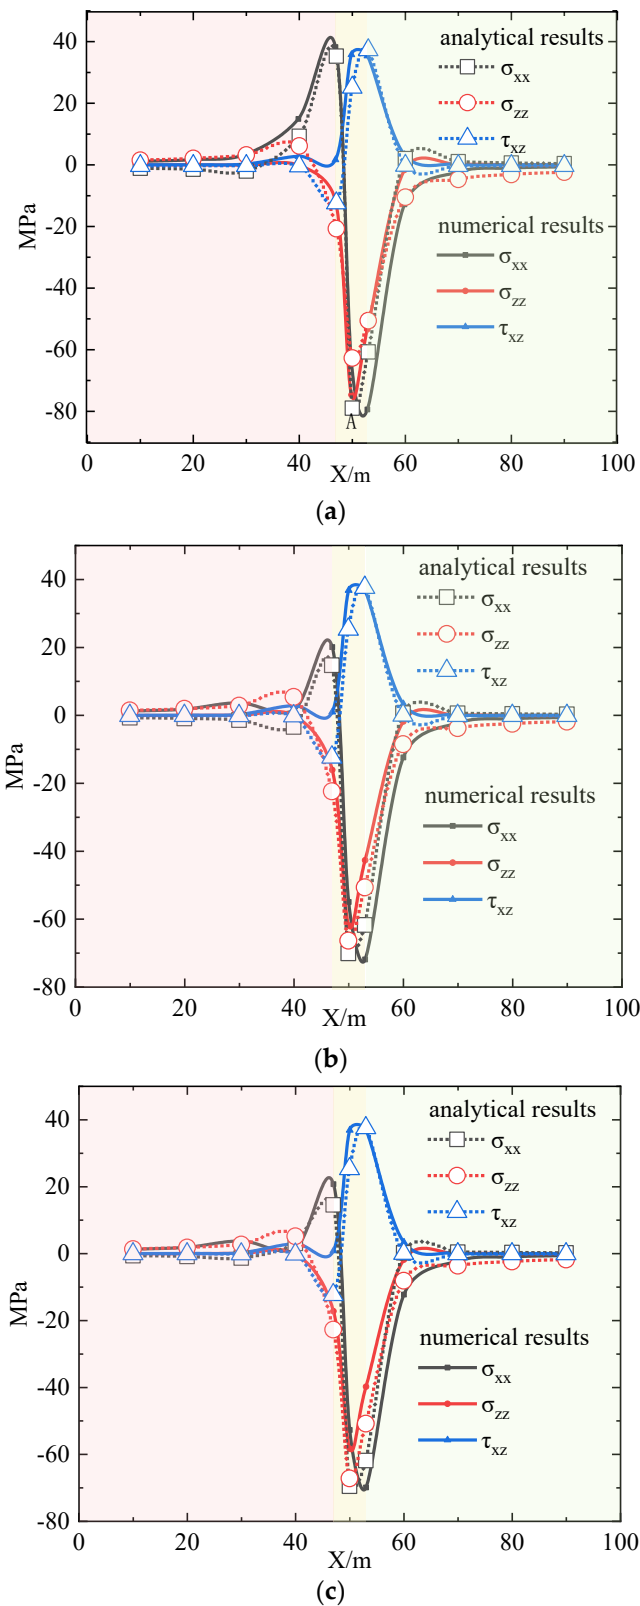 analytical results
σxx
σzz
τxz
numerical results
σxx
σzz
τxz
MPa
40
20
0
-20
-40
-60
-80
A
0 20 40 60 80 100
X/m
(a)
analytical results
σxx
σzz
τxz
numerical results
σxx
σzz
τxz
MPa
40
20
0
-20
-40
-60
-80
0 20 40 60 80 100
X/m
(b)
analytical results
σxx
σzz
τxz
numerical results
σxx
σzz
τxz
MPa
40
20
0
-20
-40
-60
-80
0 20 40 60 80 100
X/m
(c)